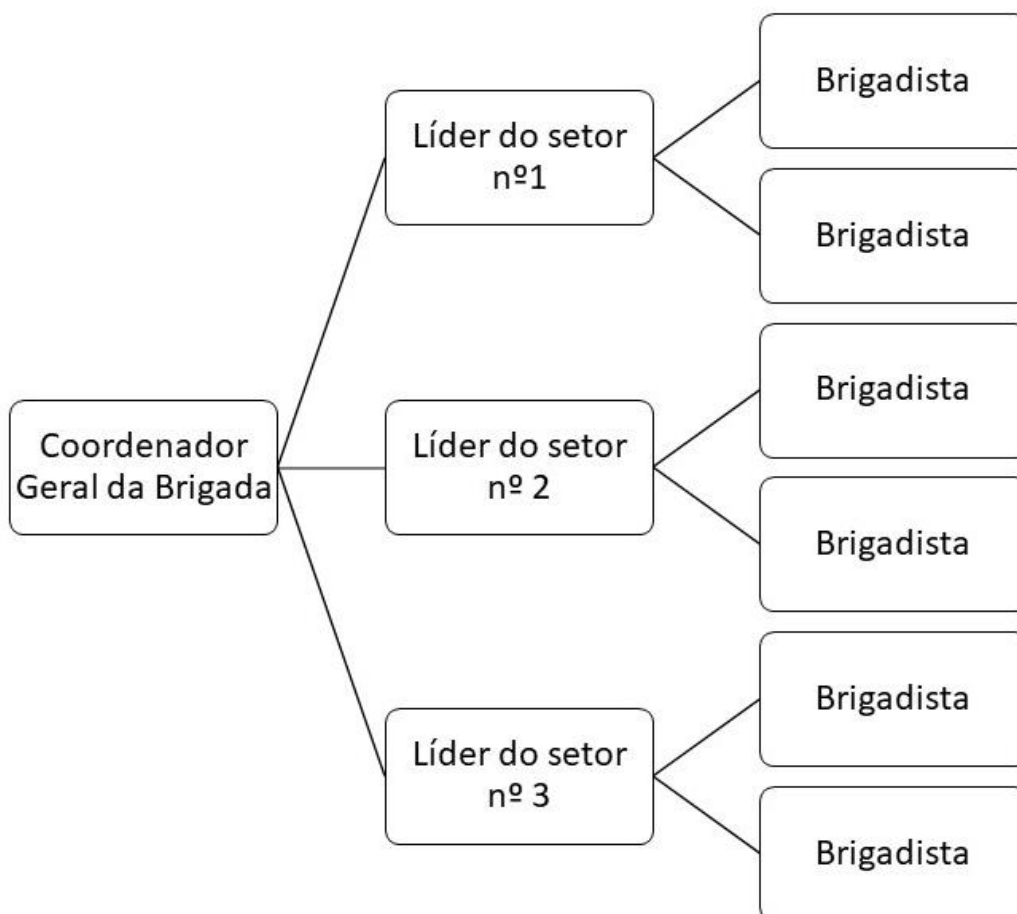 Coordenador
Geral da Brigada
Líder do setor
nº1
Brigadista
Brigadista
Líder do setor
nº 2
Brigadista
Brigadista
Líder do setor
nº 3
Brigadista
Brigadista